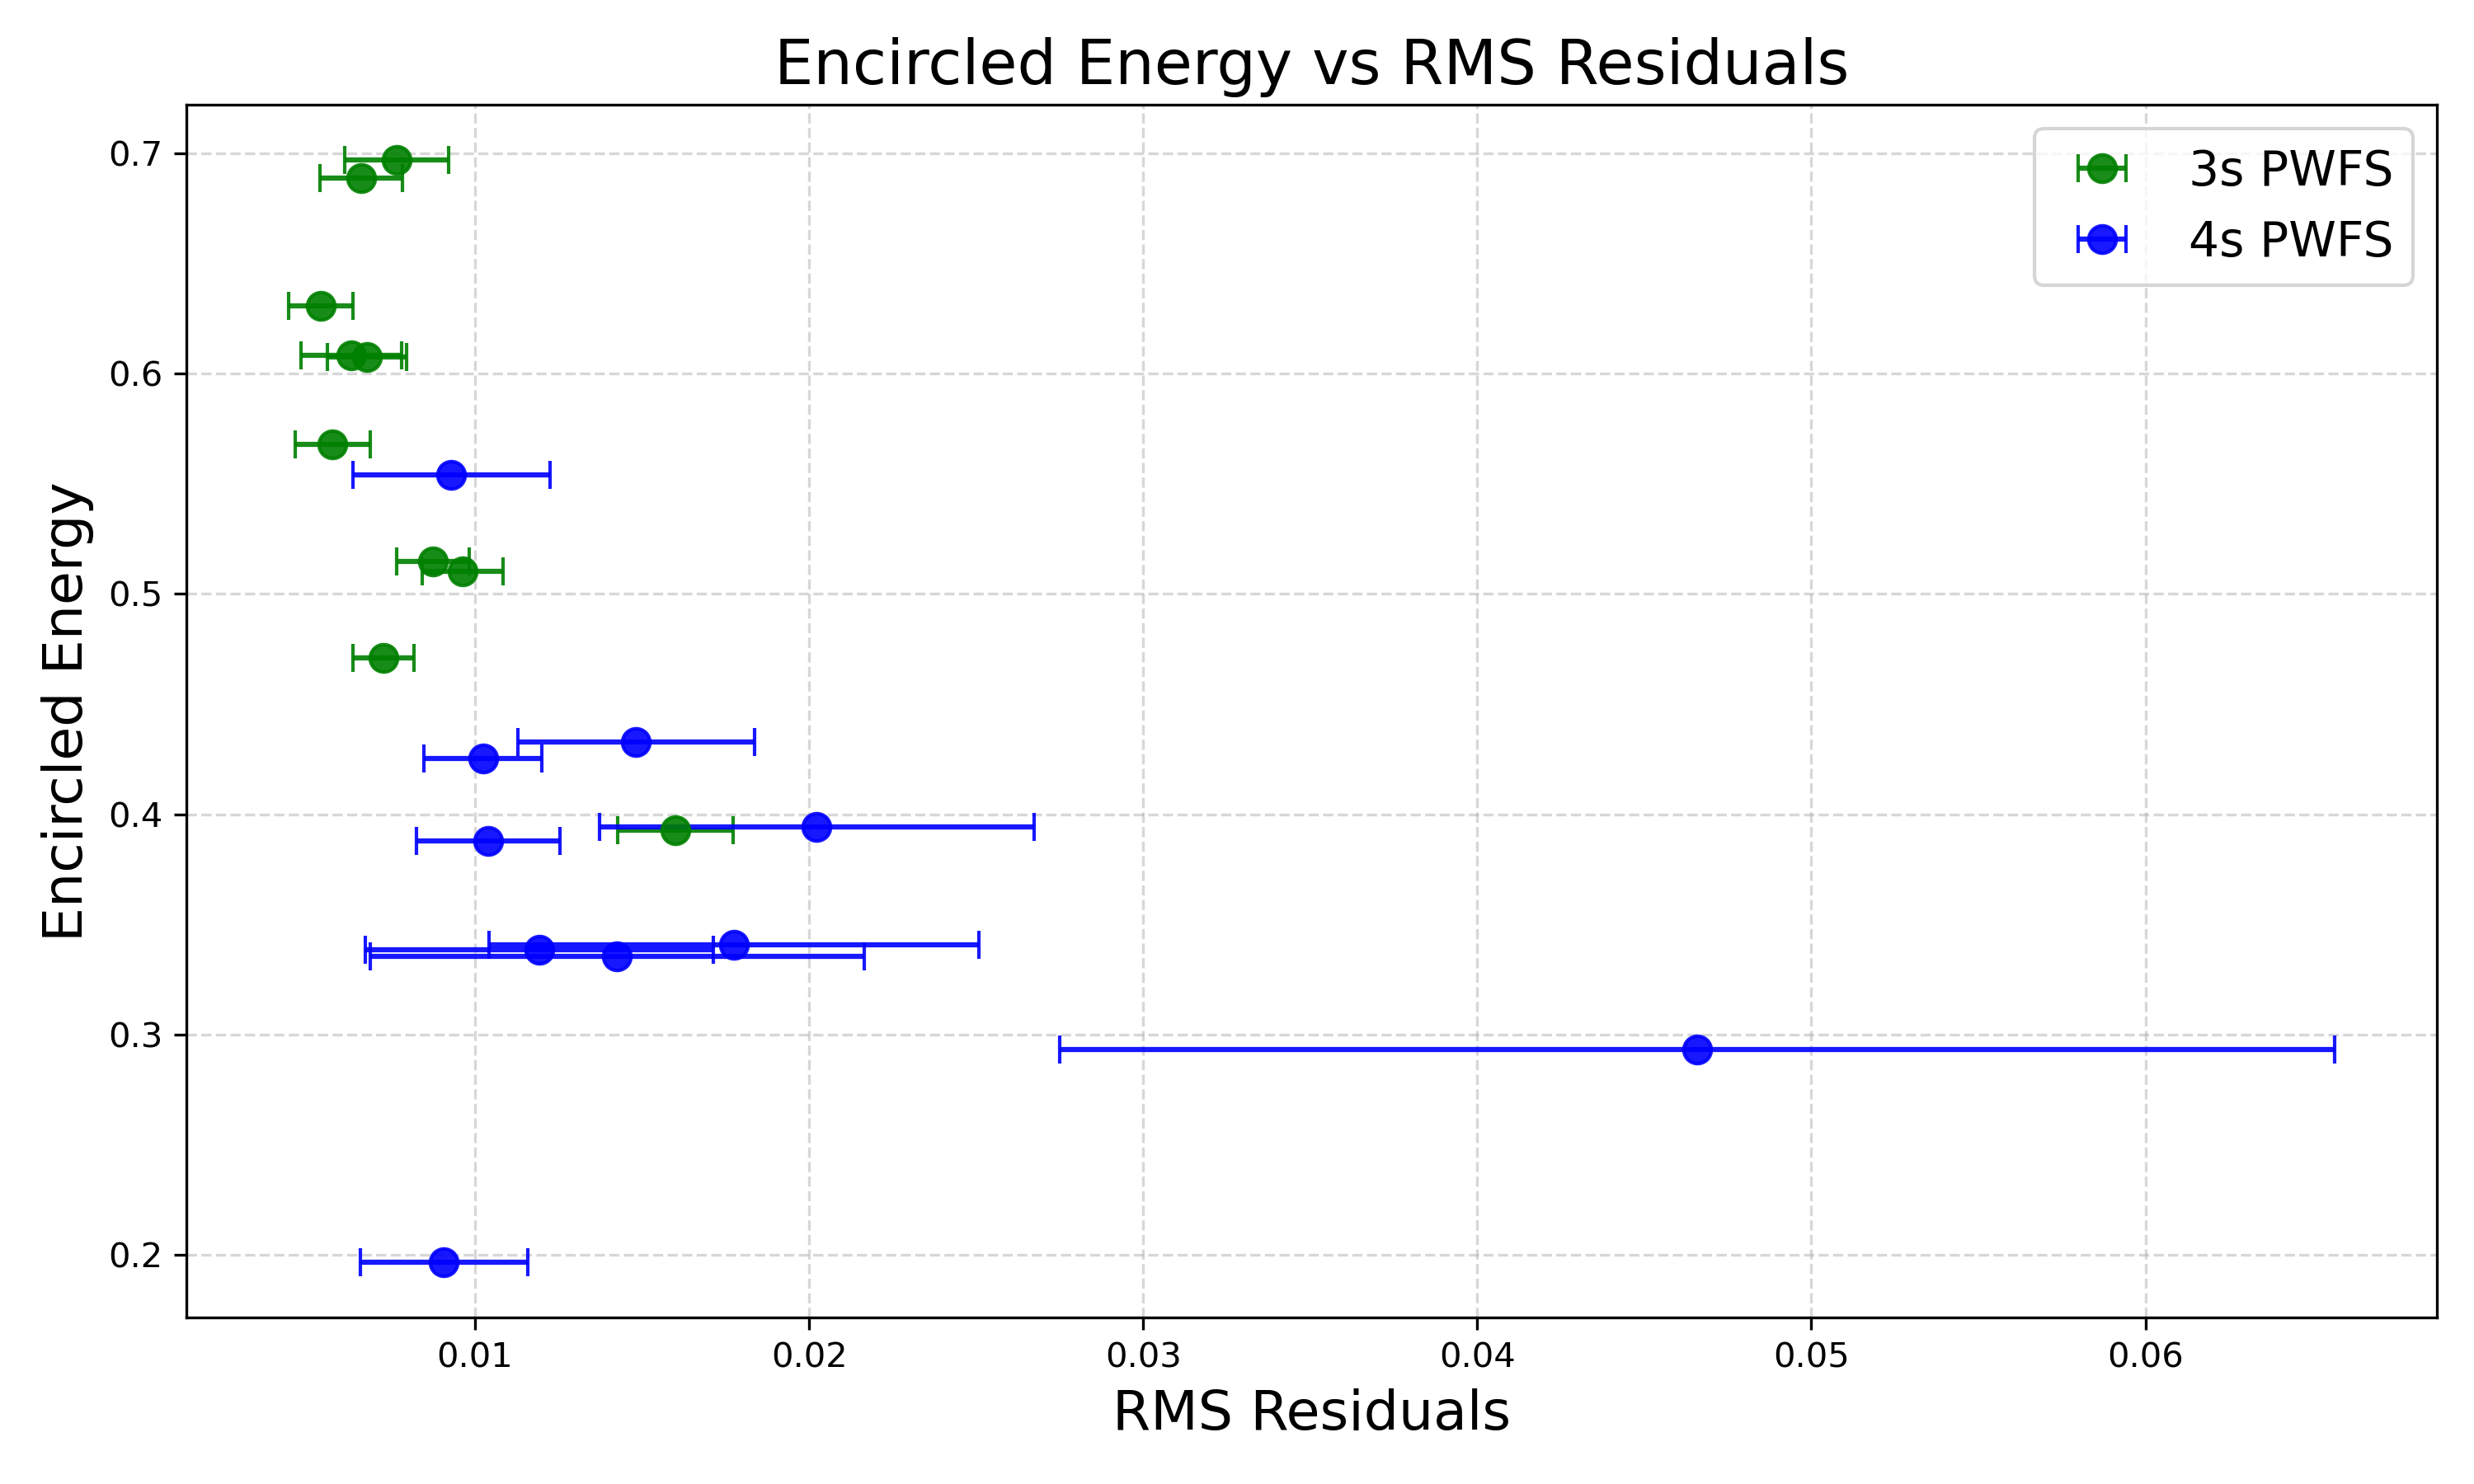 Encircled Energy vs RMS Residuals
3s PWFS
4s PWFS
Encircled Energy
0.7
0.6
0.5
0.4
0.3
0.2
0.01 0.02 0.03 0.04 0.05 0.06
RMS Residuals